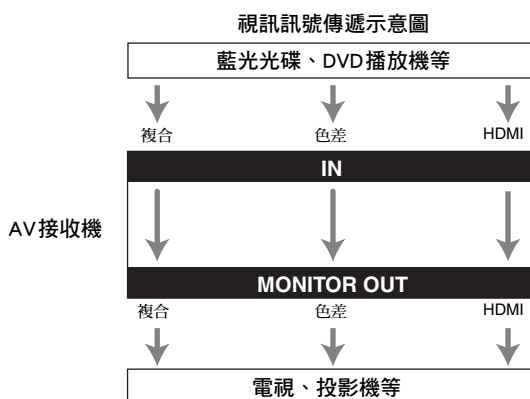 視訊訊號傳遞示意圖
藍光光碟、DVD播放機等
複合 色差 HDMI
IN
AV接收機
MONITOR OUT
複合 色差 HDMI
電視、投影機等